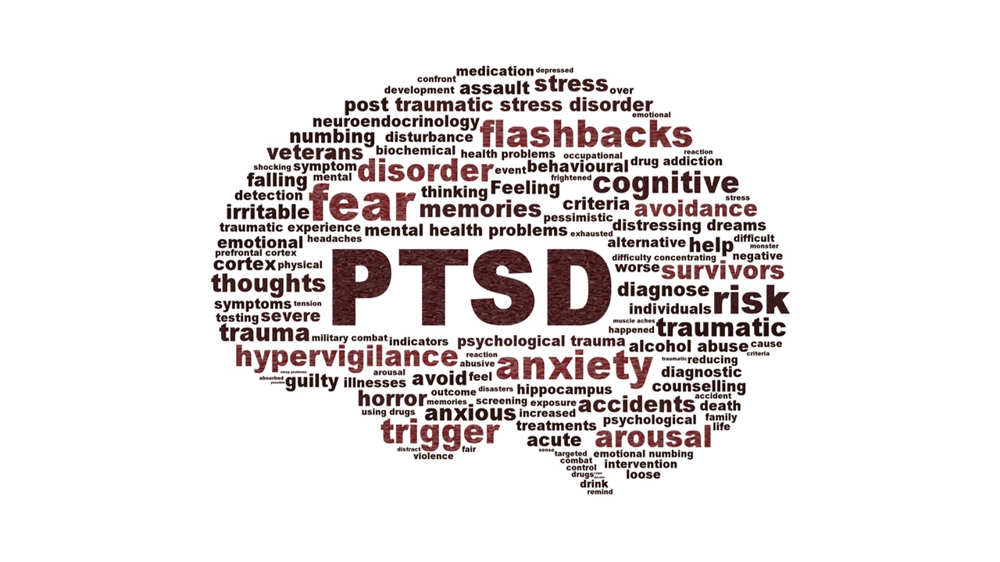 medication depressed
confront
development assault stress over
post traumatic stress disorder
emotional
neuroendocrinology flashbacks
numbing disturbance
veterans biochemical health problems occupational reaction
shocking symptom disorder event behavioural drug addiction
falling mental frightened cognitive
detection fear thinking Feeling stress
irritable memories criteria avoidance
pessimistic
traumatic experience mental health problems exhausted distressing dreams
emotional headaches alternative help difficult
monster
prefrontal cortex difficulty concentrating negative
cortex physical PTSD worse survivors
thoughts diagnose risk
symptoms tension individuals
testing severe muscle aches
trauma military combat indicators psychological trauma happened traumatic
alcohol abuse cause
criteria
hypervigilance reaction anxiety traumatic reducing
abusive
sleep problems arousal diagnostic
absorbed guilty illnesses avoid feel
possible disasters hippocampus counselling
horror outcome accident
memories screening exposure accidents death
using drugs anxious increased family
trigger treatments psychological life
acute arousal
distract fair sense targeted emotional numbing
violence combat intervention
control loose
drugs cope
doctor
drink
remind